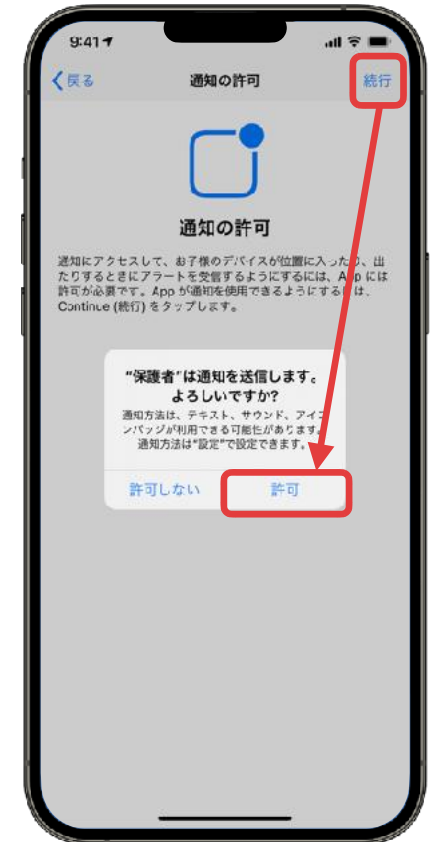 9:41
戻る 通知の許可 続行
通知の許可
通知にアクセスして、お子様のデバイスが位置に入ったり、出
たりするときにアラートを受信するようにするには、App には
許可が必要です。App が通知を使用できるようにするには、
Continue (続行) をタップします。
"保護者"は通知を送信します。
よろしいですか?
通知方法は、テキスト、サウンド、アイコ
ンバッジが利用できる可能性があります。
通知方法は"設定"で設定できます。
許可しない 許可